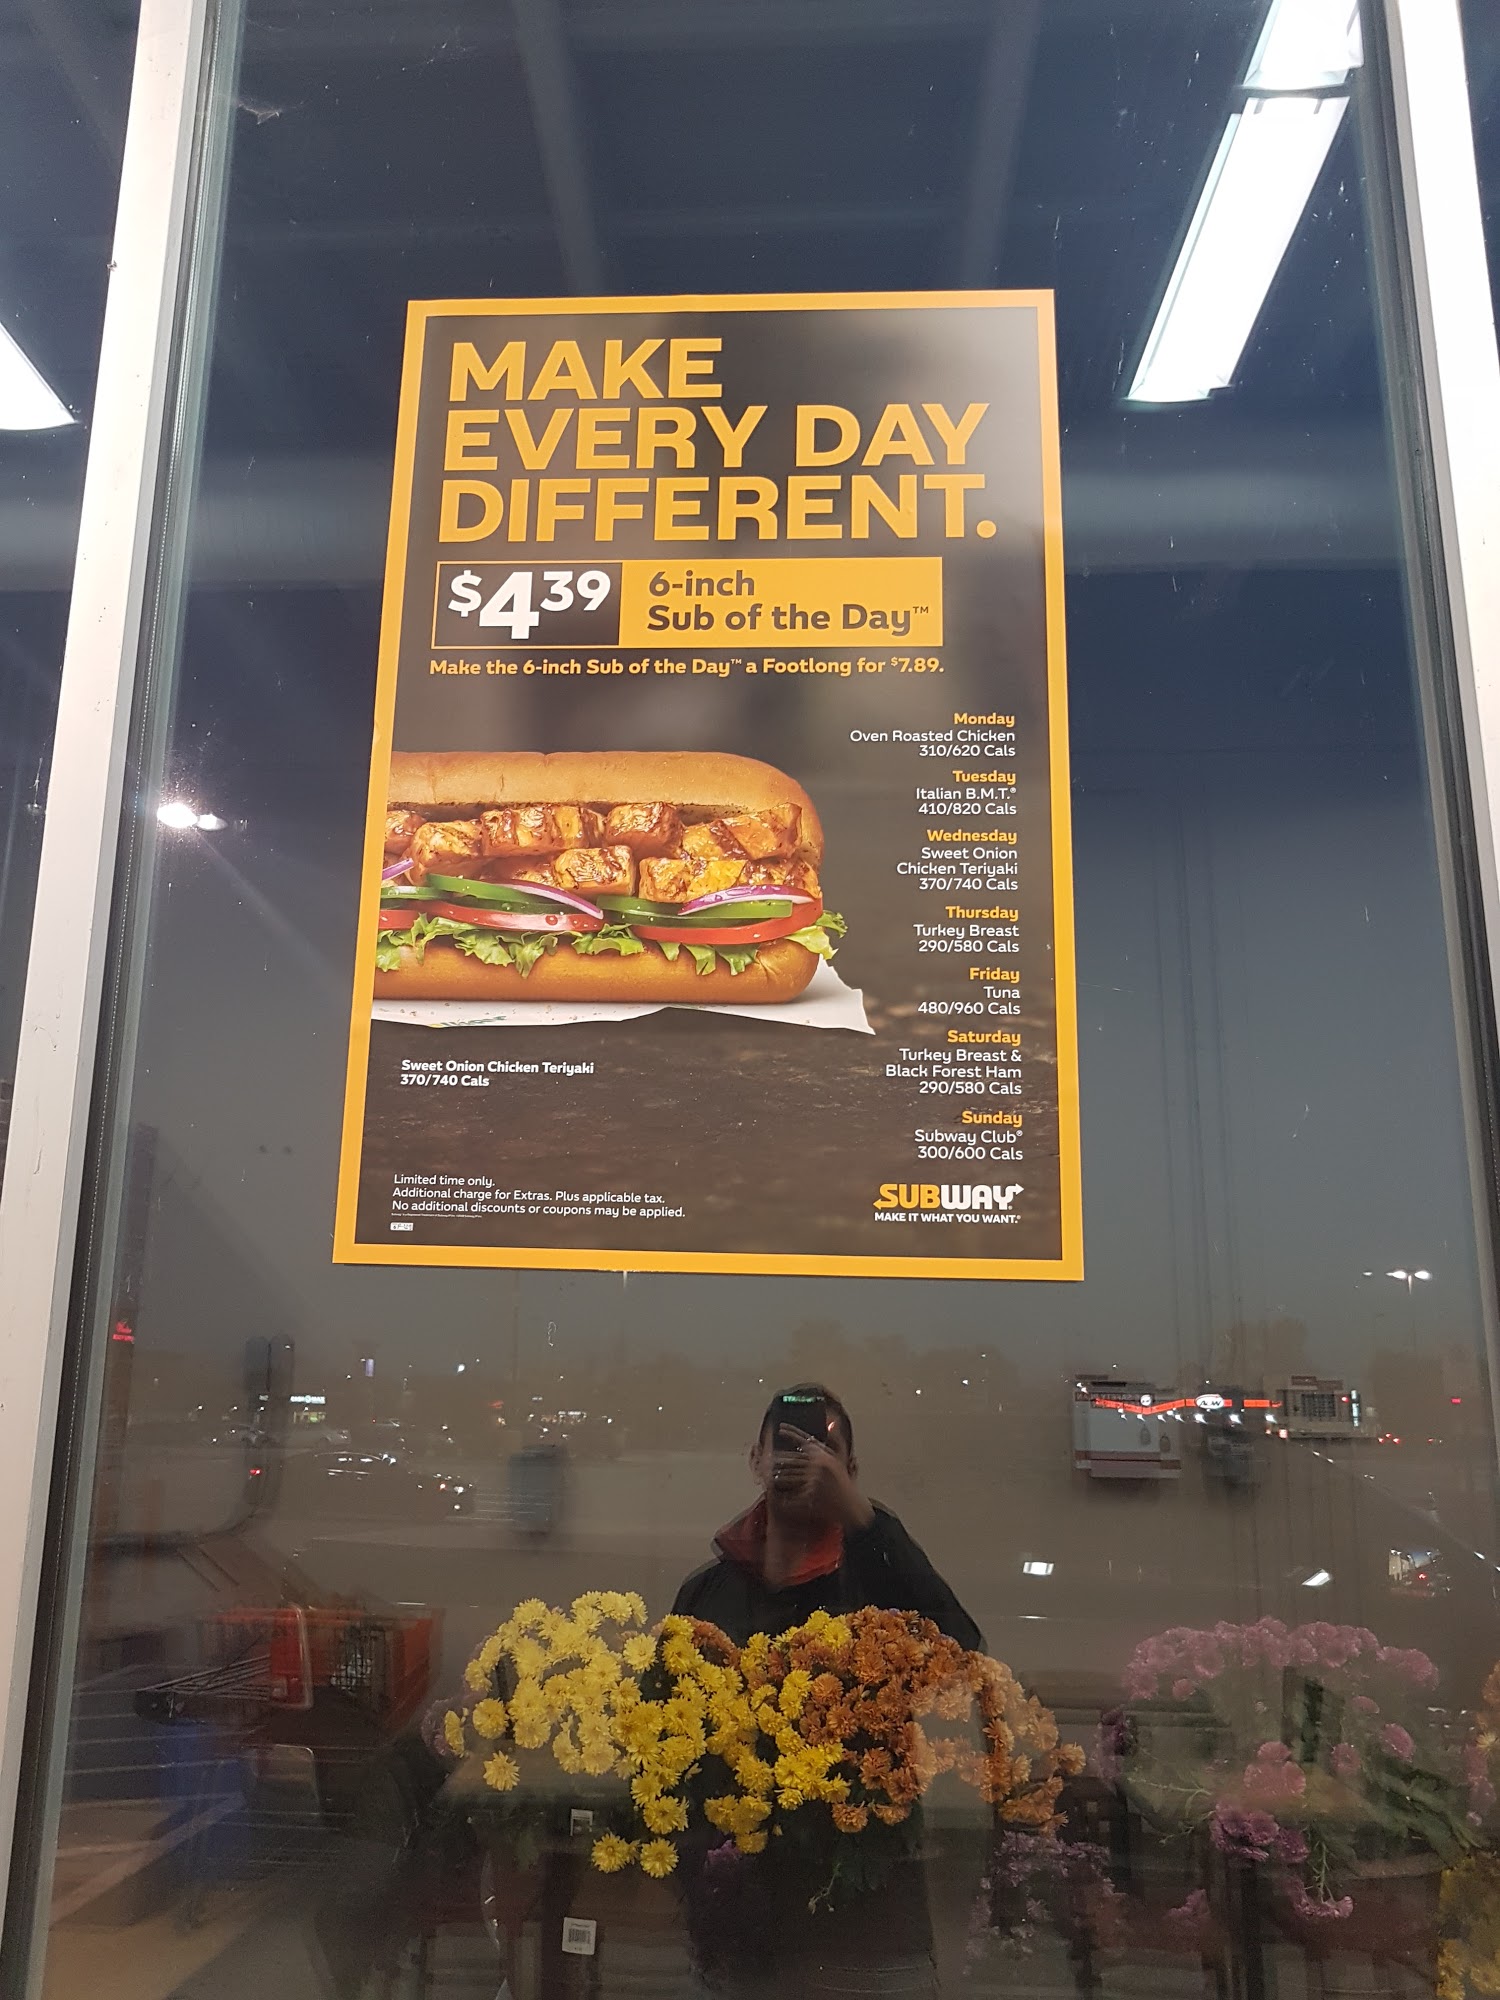 MAKE
EVERY DAY
DIFFERENT.
$4.39 6-inch
Sub of the Day™
Make the 6-inch Sub of the Day™ a Footlong for $7.89.
Monday
Oven Roasted Chicken
310/620 Cals
Tuesday
Italian B.M.T.®
410/820 Cals
Wednesday
Sweet Onion
Chicken Teriyaki
370/740 Cals
Thursday
Turkey Breast
290/580 Cals
Friday
Tuna
480/960 Cals
Saturday
Turkey Breast &
Black Forest Ham
290/580 Cals
Sunday
Subway Club®
300/600 Cals
Sweet Onion Chicken Teriyaki
370/740 Cals
Limited time only.
Additional charge for Extras. Plus applicable tax.
No additional discounts or coupons may be applied.
SUBWAY®
MAKE IT WHAT YOU WANT.®
A&W